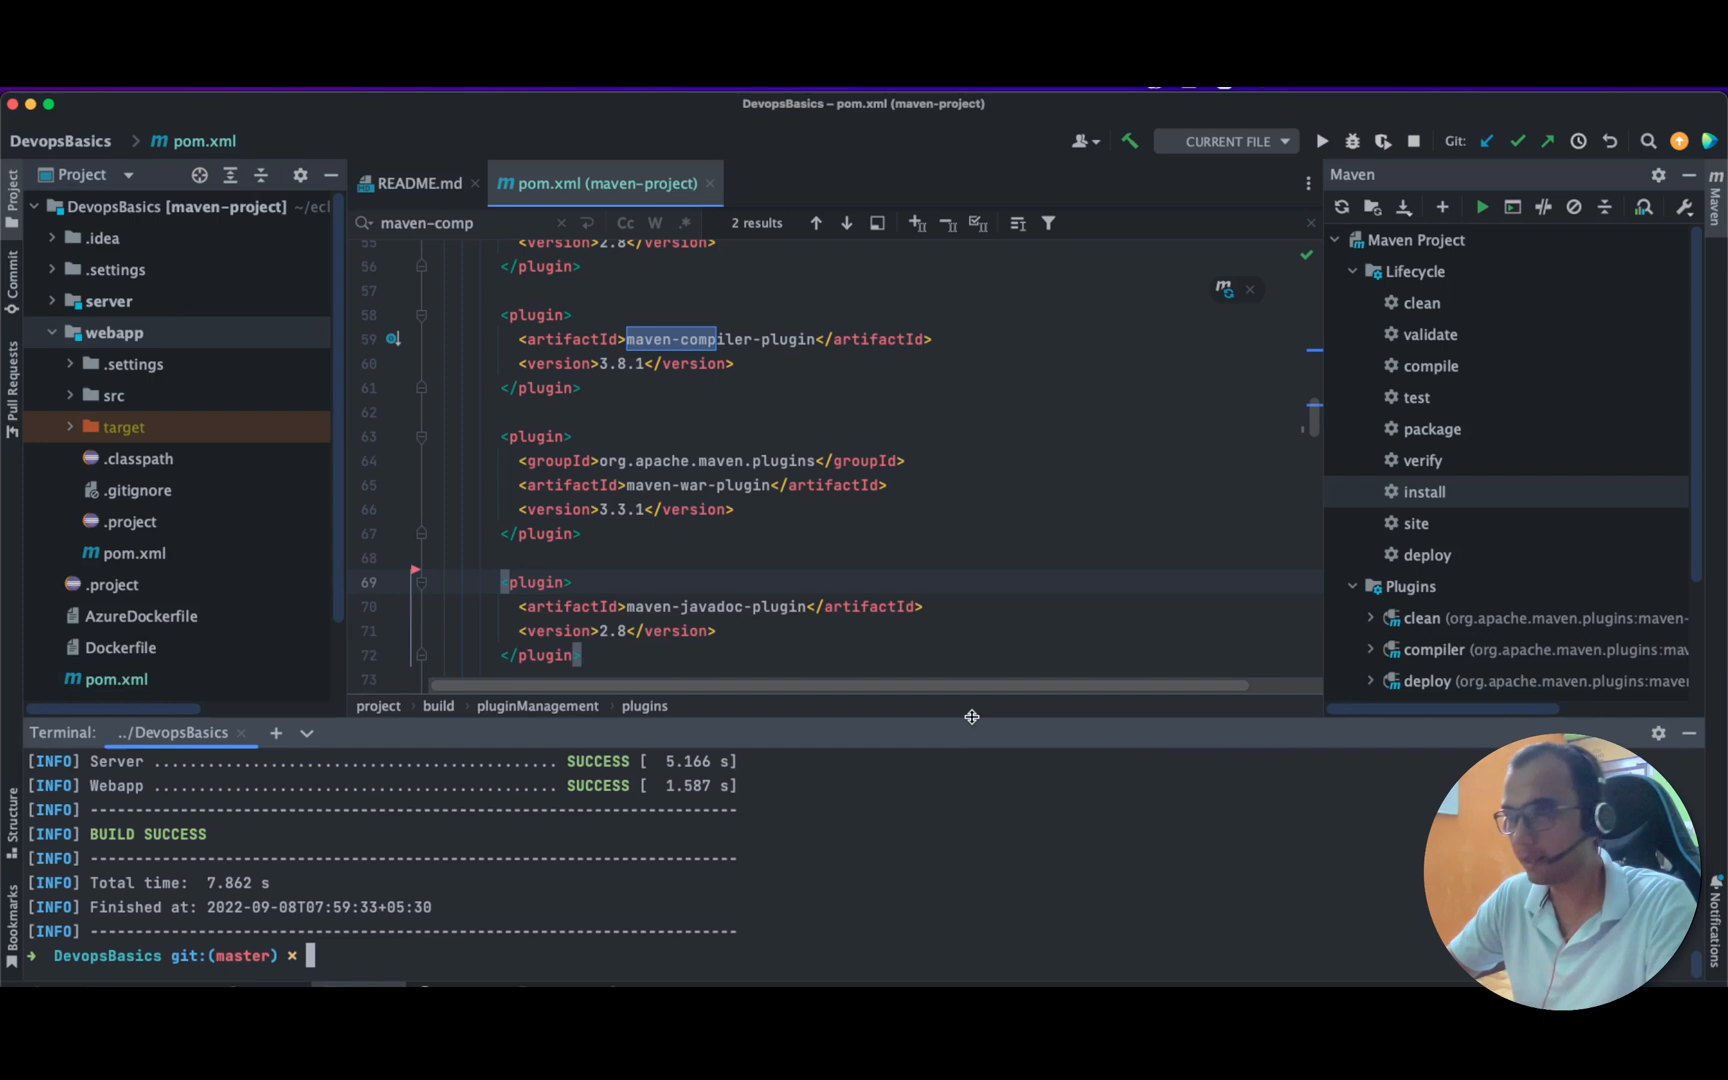 DevopsBasics – pom.xml (maven-project)
DevopsBasics
pom.xml
CURRENT FILE
Git:
Project
Commit
Pull Requests
Structure
Bookmarks
Project
DevopsBasics [maven-project] ~/ecl
.idea
.settings
server
webapp
.settings
src
target
.classpath
.gitignore
.project
pom.xml
.project
AzureDockerfile
Dockerfile
pom.xml
README.md
pom.xml (maven-project)
maven-comp
Cc
W
.*
2 results
55 <version>2.8</version>
56 </plugin>
57
58 <plugin>
59 <artifactId>maven-compiler-plugin</artifactId>
60 <version>3.8.1</version>
61 </plugin>
62
63 <plugin>
64 <groupId>org.apache.maven.plugins</groupId>
65 <artifactId>maven-war-plugin</artifactId>
66 <version>3.3.1</version>
67 </plugin>
68
69 <plugin>
70 <artifactId>maven-javadoc-plugin</artifactId>
71 <version>2.8</version>
72 </plugin>
73
project
build
pluginManagement
plugins
Maven
Maven Project
Lifecycle
clean
validate
compile
test
package
verify
install
site
deploy
Plugins
clean (org.apache.maven.plugins:maven-
compiler (org.apache.maven.plugins:mav
deploy (org.apache.maven.plugins:maven
Maven
Notifications
Terminal:
../DevopsBasics
[INFO] Server .............................................. SUCCESS [  5.166 s]
[INFO] Webapp .............................................. SUCCESS [  1.587 s]
[INFO] ------------------------------------------------------------------------
[INFO] BUILD SUCCESS
[INFO] ------------------------------------------------------------------------
[INFO] Total time:  7.862 s
[INFO] Finished at: 2022-09-08T07:59:33+05:30
[INFO] ------------------------------------------------------------------------
DevopsBasics git:(master) ×